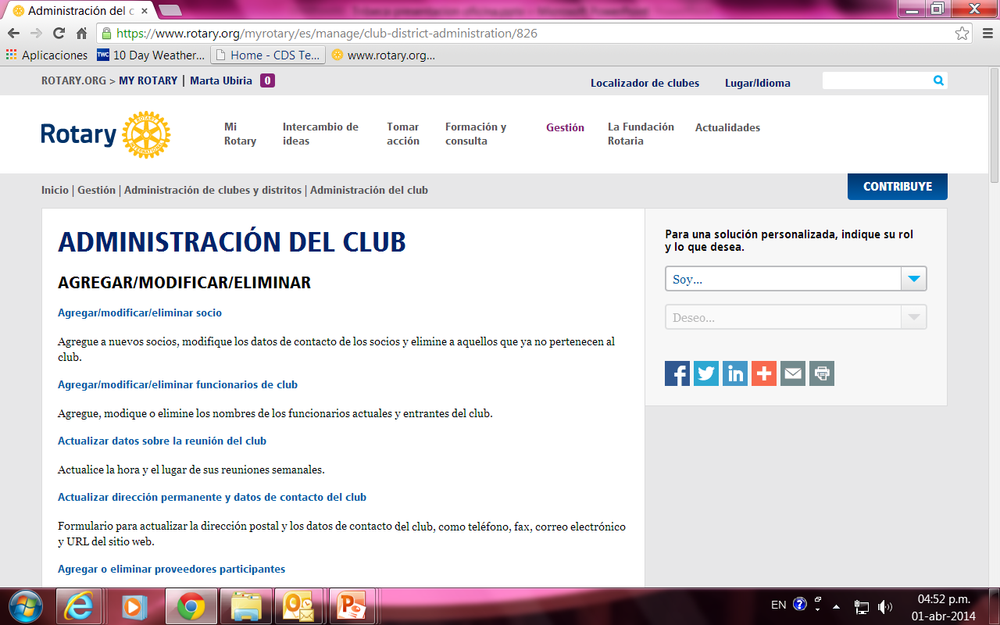 Administración del c
https://www.rotary.org/myrotary/es/manage/club-district-administration/826
Aplicaciones
TWC
10 Day Weather...
Home - CDS Te...
www.rotary.org...
ROTARY.ORG > MY ROTARY | Marta Ubiria 0
Localizador de clubes
Lugar/Idioma
Rotary
Mi
Rotary
Intercambio de
ideas
Tomar
acción
Formación y
consulta
Gestión
La Fundación
Rotaria
Actualidades
Inicio | Gestión | Administración de clubes y distritos | Administración del club
CONTRIBUYE
ADMINISTRACIÓN DEL CLUB
AGREGAR/MODIFICAR/ELIMINAR
Agregar/modificar/eliminar socio
Agregue a nuevos socios, modifique los datos de contacto de los socios y elimine a aquellos que ya no pertenecen al
club.
Agregar/modificar/eliminar funcionarios de club
Agregue, modique o elimine los nombres de los funcionarios actuales y entrantes del club.
Actualizar datos sobre la reunión del club
Actualice la hora y el lugar de sus reuniones semanales.
Actualizar dirección permanente y datos de contacto del club
Formulario para actualizar la dirección postal y los datos de contacto del club, como teléfono, fax, correo electrónico
y URL del sitio web.
Agregar o eliminar proveedores participantes
Para una solución personalizada, indique su rol
y lo que desea.
Soy...
Deseo...
EN
04:52 p.m.
01-abr-2014